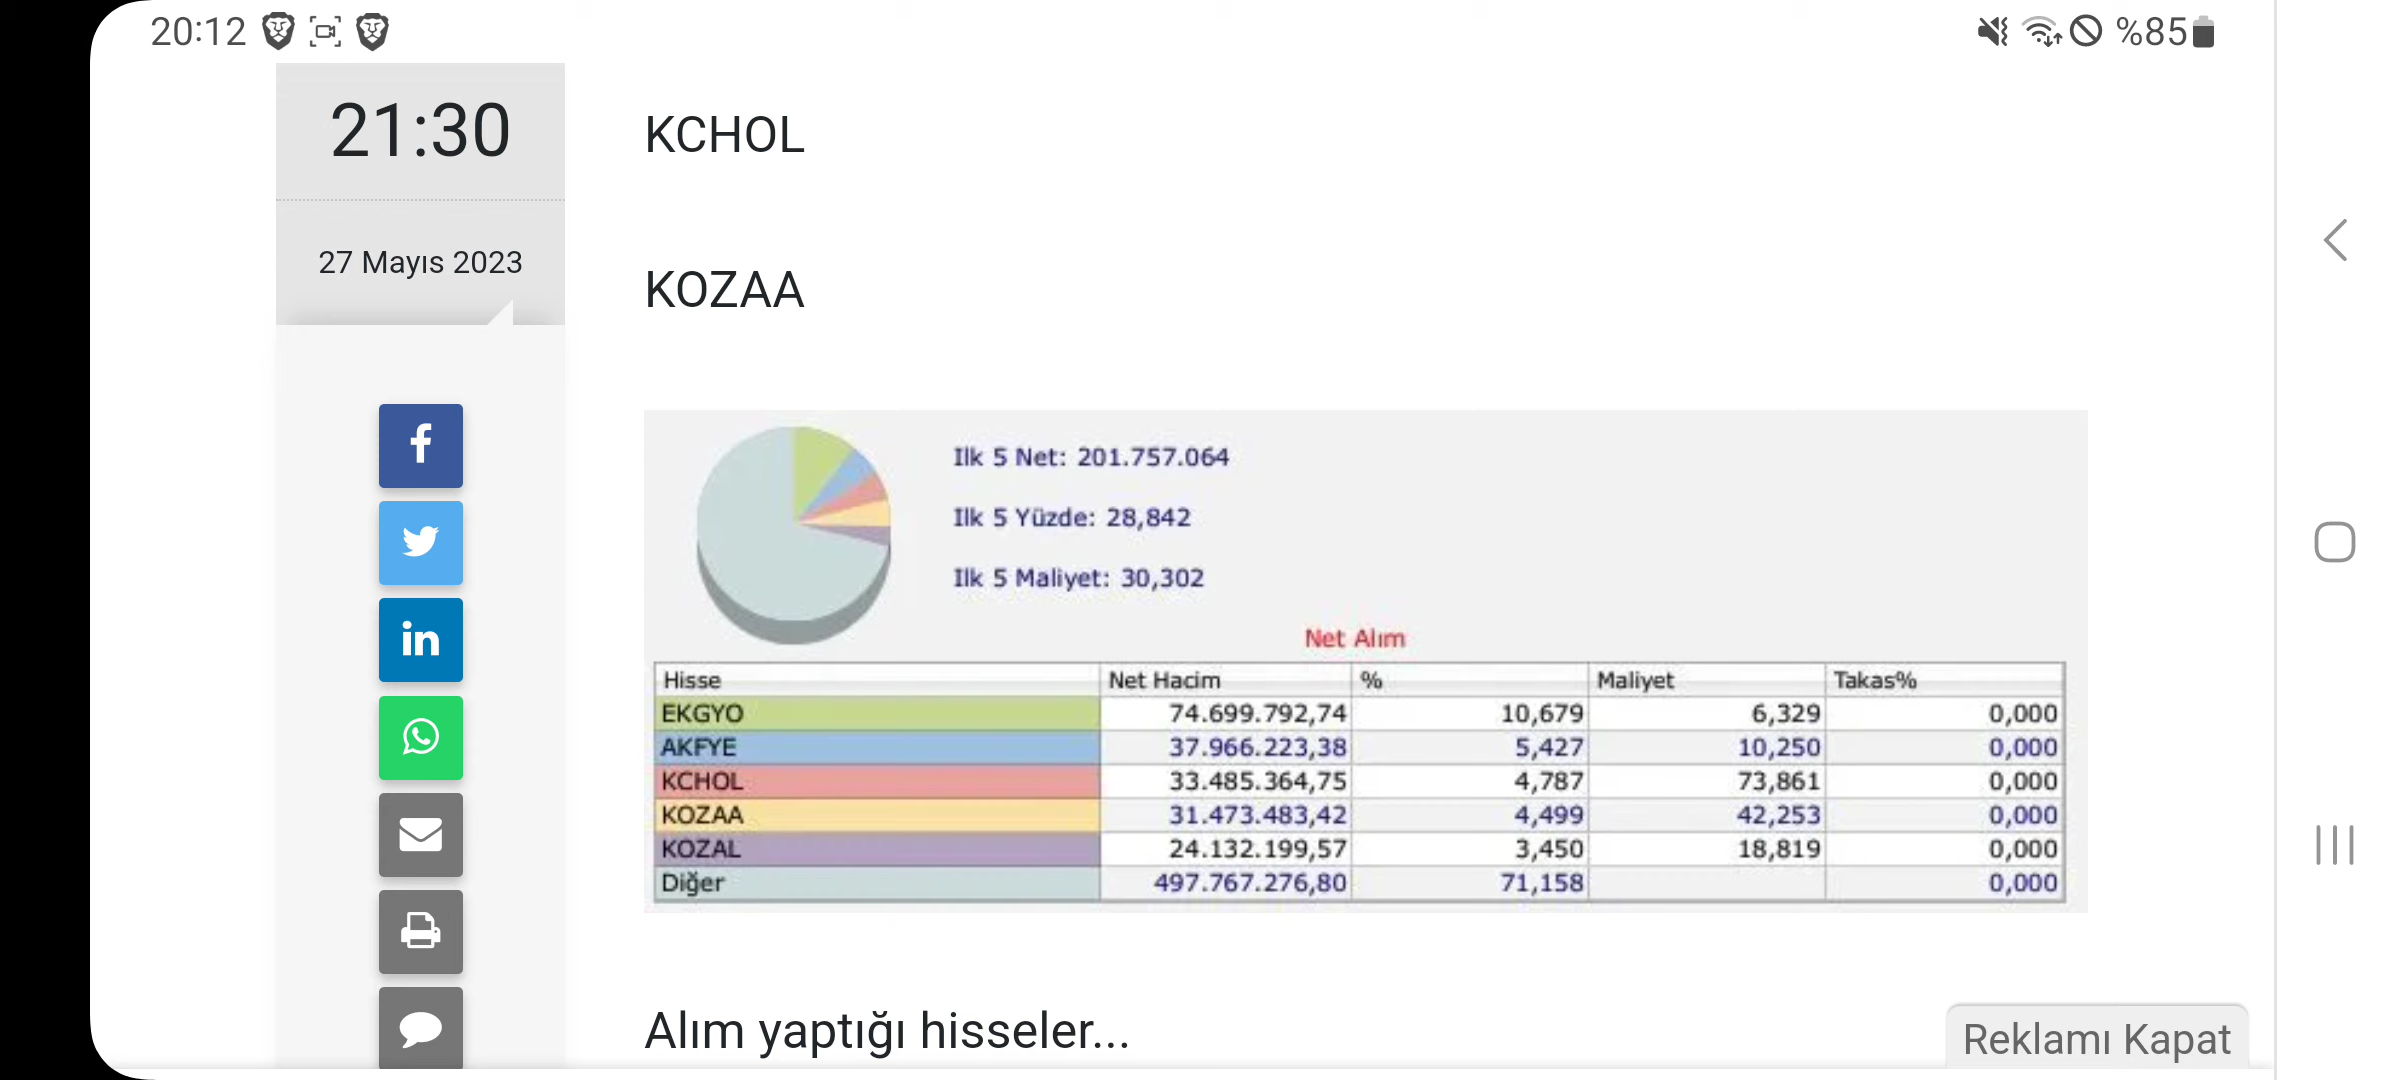 20:12
%85
21:30
27 Mayıs 2023
KCHOL
KOZAA
Ilk 5 Net: 201.757.064
Ilk 5 Yüzde: 28,842
Ilk 5 Maliyet: 30,302
Net Alım
Hisse Net Hacim % Maliyet Takas%
EKGYO 74.699.792,74 10,679 6,329 0,000
AKFYE 37.966.223,38 5,427 10,250 0,000
KCHOL 33.485.364,75 4,787 73,861 0,000
KOZAA 31.473.483,42 4,499 42,253 0,000
KOZAL 24.132.199,57 3,450 18,819 0,000
Diğer 497.767.276,80 71,158 0,000
Alım yaptığı hisseler...
Reklamı Kapat